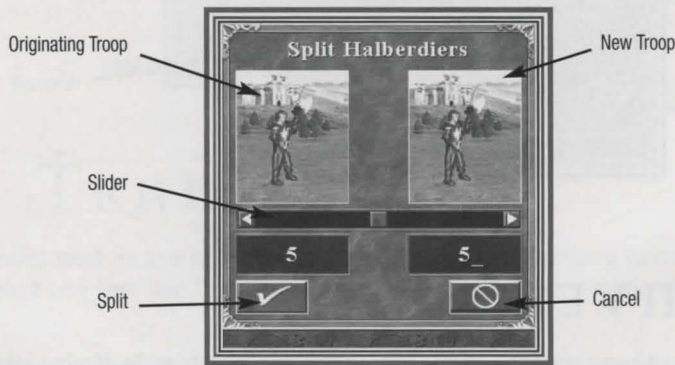 Split Halberdiers
Originating Troop
New Troop
Slider
5
5_
Split
Cancel